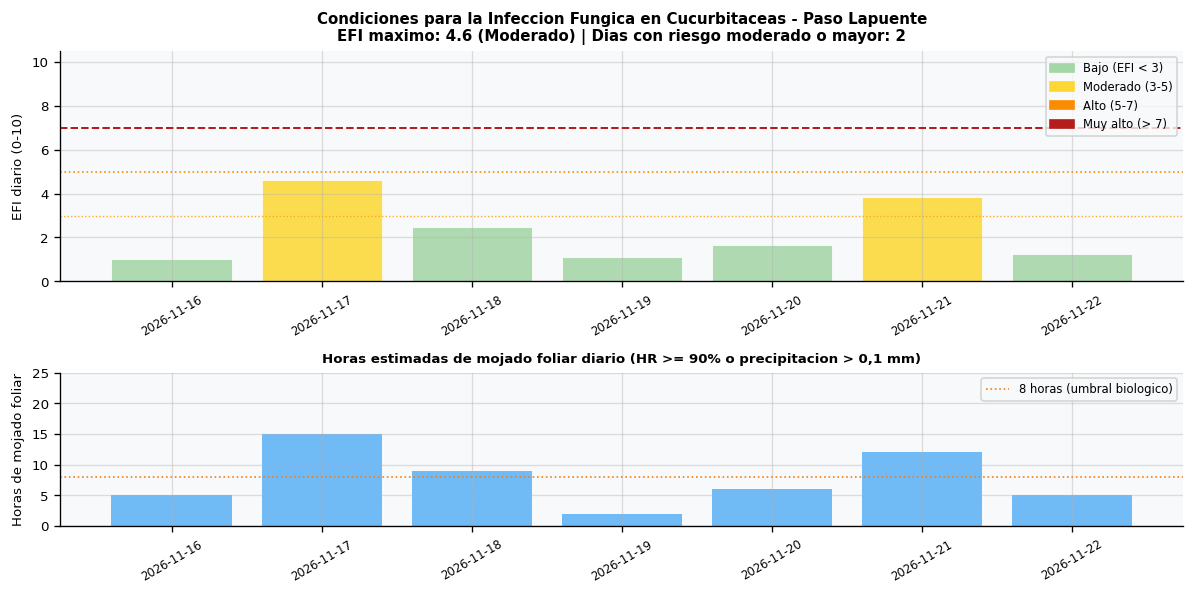 Condiciones para la Infeccion Fungica en Cucurbitaceas - Paso Lapuente
EFI maximo: 4.6 (Moderado) | Dias con riesgo moderado o mayor: 2
EFI diario (0-10)
10
8
6
4
2
0
Bajo (EFI < 3)
Moderado (3-5)
Alto (5-7)
Muy alto (> 7)
2026-11-16
2026-11-17
2026-11-18
2026-11-19
2026-11-20
2026-11-21
2026-11-22
Horas estimadas de mojado foliar diario (HR >= 90% o precipitacion > 0,1 mm)
Horas de mojado foliar
25
20
15
10
5
0
8 horas (umbral biologico)
2026-11-16
2026-11-17
2026-11-18
2026-11-19
2026-11-20
2026-11-21
2026-11-22